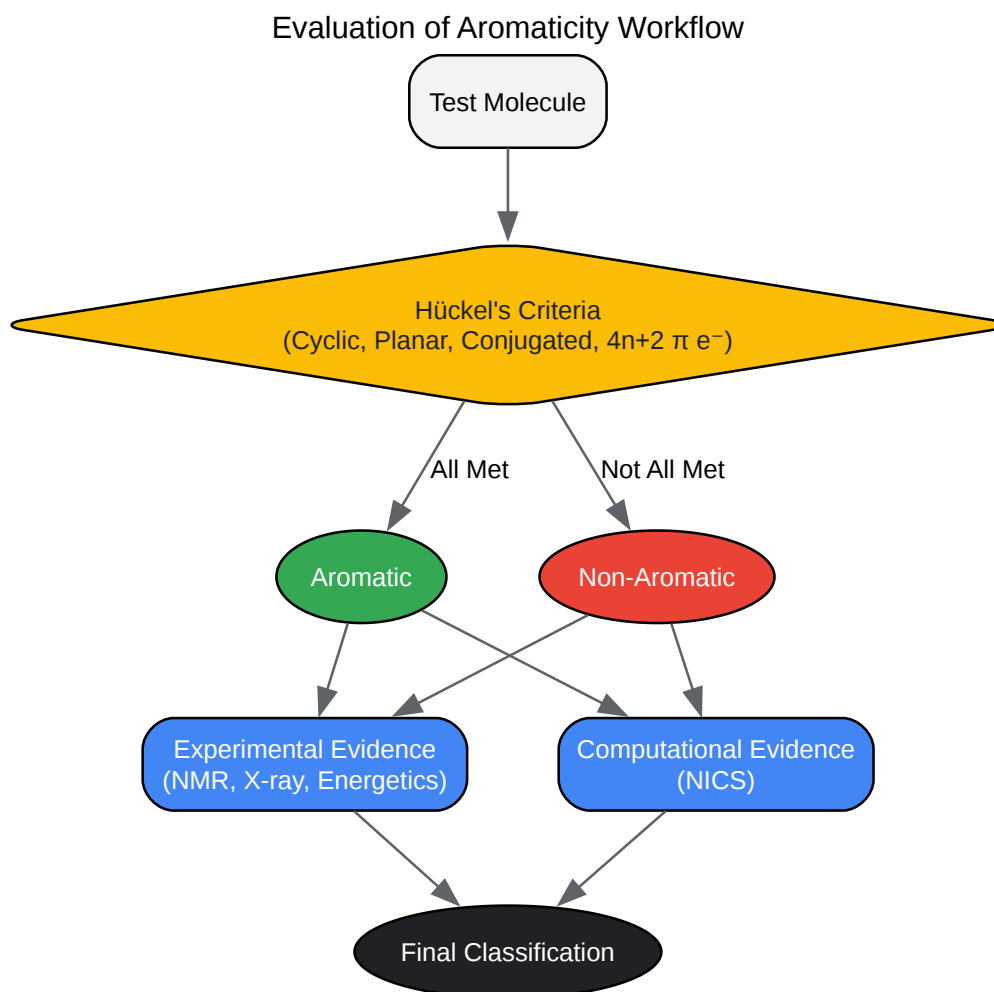 Evaluation of Aromaticity Workflow
Test Molecule
Hückel's Criteria
(Cyclic, Planar, Conjugated, 4n+2 π e⁻)
All Met
Not All Met
Aromatic
Non-Aromatic
Experimental Evidence
(NMR, X-ray, Energetics)
Computational Evidence
(NICS)
Final Classification